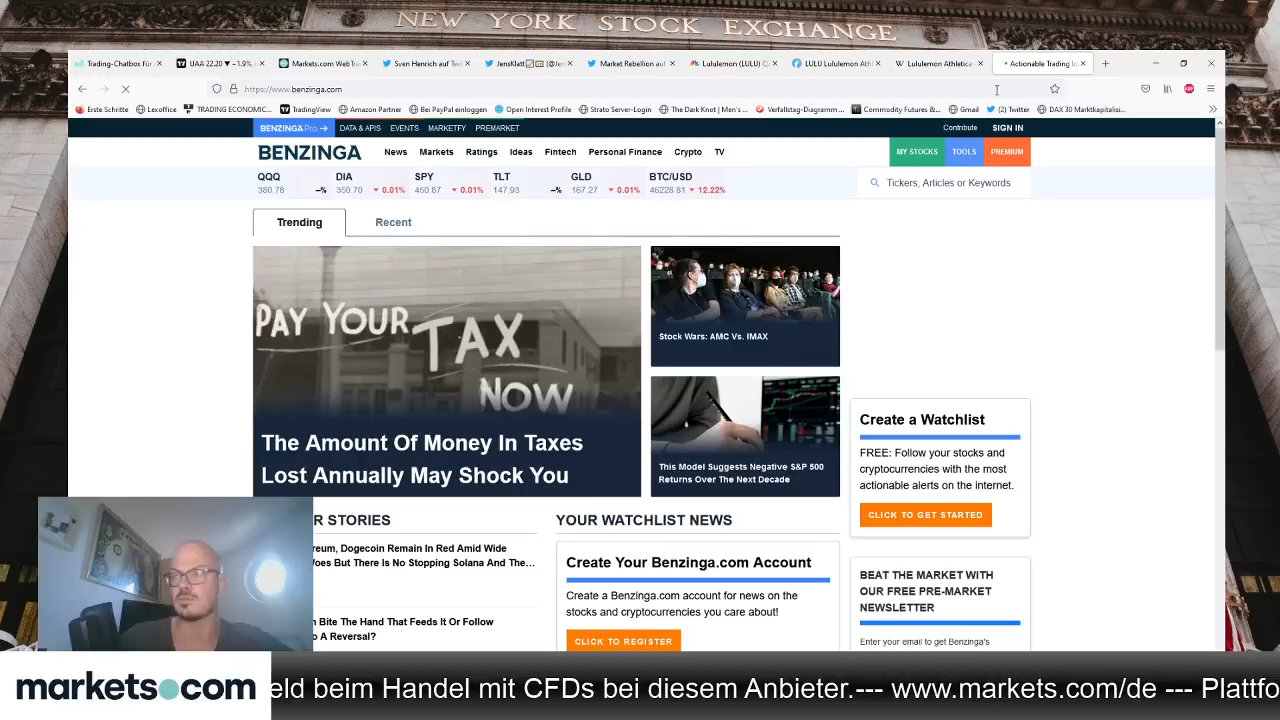 NEW YORK STOCK EXCHANGE
Trading-Chatbox für
UAA 22.20 ▼ −1.9%
Markets.com WebTra
Sven Henrich auf Twi
JensKlatt
(@Jen
Market Rebellion auf
Lululemon (LULU) Q
LULU Lululemon Ath
Lululemon Athletica
Actionable Trading Id
https://www.benzinga.com
Erste Schritte
Lexoffice
TRADING ECONOMIC...
TradingView
Amazon Partner
Bei PayPal einloggen
Open Interest Profile
Strato Server-Login
The Dark Knot | Men's ...
Verfallstag-Diagramm ...
Commodity Futures &...
Gmail
(2) Twitter
DAX 30 Marktkapitalisi...
BENZINGA Pro →
DATA & APIS
EVENTS
MARKETFY
PREMARKET
Contribute
SIGN IN
BENZINGA
News
Markets
Ratings
Ideas
Fintech
Personal Finance
Crypto
TV
MY STOCKS
TOOLS
PREMIUM
QQQ
380.78 –%
DIA
350.70 ▼ 0.01%
SPY
450.87 ▼ 0.01%
TLT
147.93 –%
GLD
167.27 ▼ 0.01%
BTC/USD
46228.81 ▼ 12.22%
Tickers, Articles or Keywords
Trending
Recent
PAY YOUR TAX
NOW
The Amount Of Money In Taxes
Lost Annually May Shock You
Stock Wars: AMC Vs. IMAX
This Model Suggests Negative S&P 500
Returns Over The Next Decade
Create a Watchlist
FREE: Follow your stocks and
cryptocurrencies with the most
actionable alerts on the internet.
CLICK TO GET STARTED
R STORIES
reum, Dogecoin Remain In Red Amid Wide
Woes But There Is No Stopping Solana And The...
n Bite The Hand That Feeds It Or Follow
o A Reversal?
YOUR WATCHLIST NEWS
Create Your Benzinga.com Account
Create a Benzinga.com account for news on the
stocks and cryptocurrencies you care about!
CLICK TO REGISTER
BEAT THE MARKET WITH
OUR FREE PRE-MARKET
NEWSLETTER
Enter your email to get Benzinga's
markets.com
eld beim Handel mit CFDs bei diesem Anbieter.--- www.markets.com/de --- Plattfo